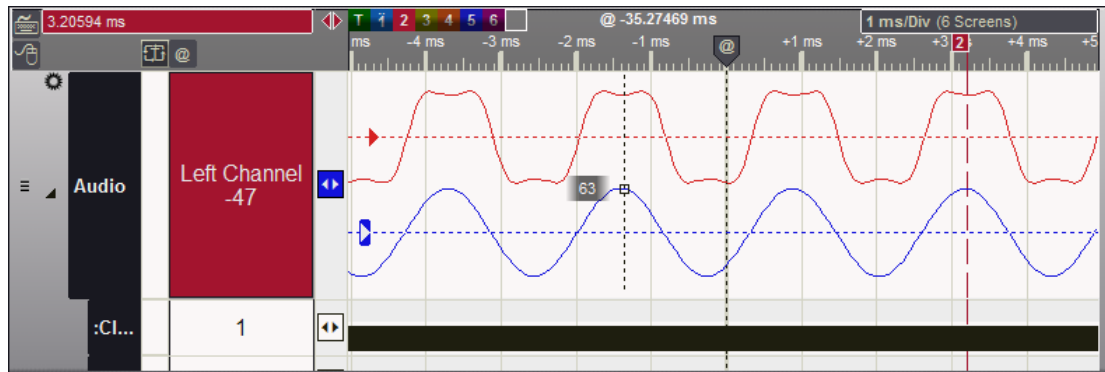 3.20594 ms
T 1 2 3 4 5 6
@ -35.27469 ms
1 ms/Div (6 Screens)
@
ms -4 ms -3 ms -2 ms -1 ms @ +1 ms +2 ms +3 2 +4 ms +5
Audio
Left Channel
-47
63
:Cl...
1